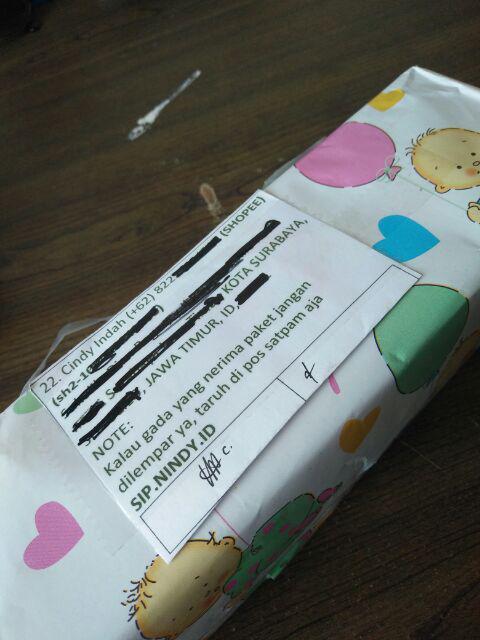 22. Cindy Indah (+62) 822 (SHOPEE)
(sn2-1
KOTA SURABAYA,
, JAWA TIMUR, ID,
NOTE:
Kalau gada yang nerima paket jangan
dilempar ya, taruh di pos satpam aja
SIP.NINDY.ID